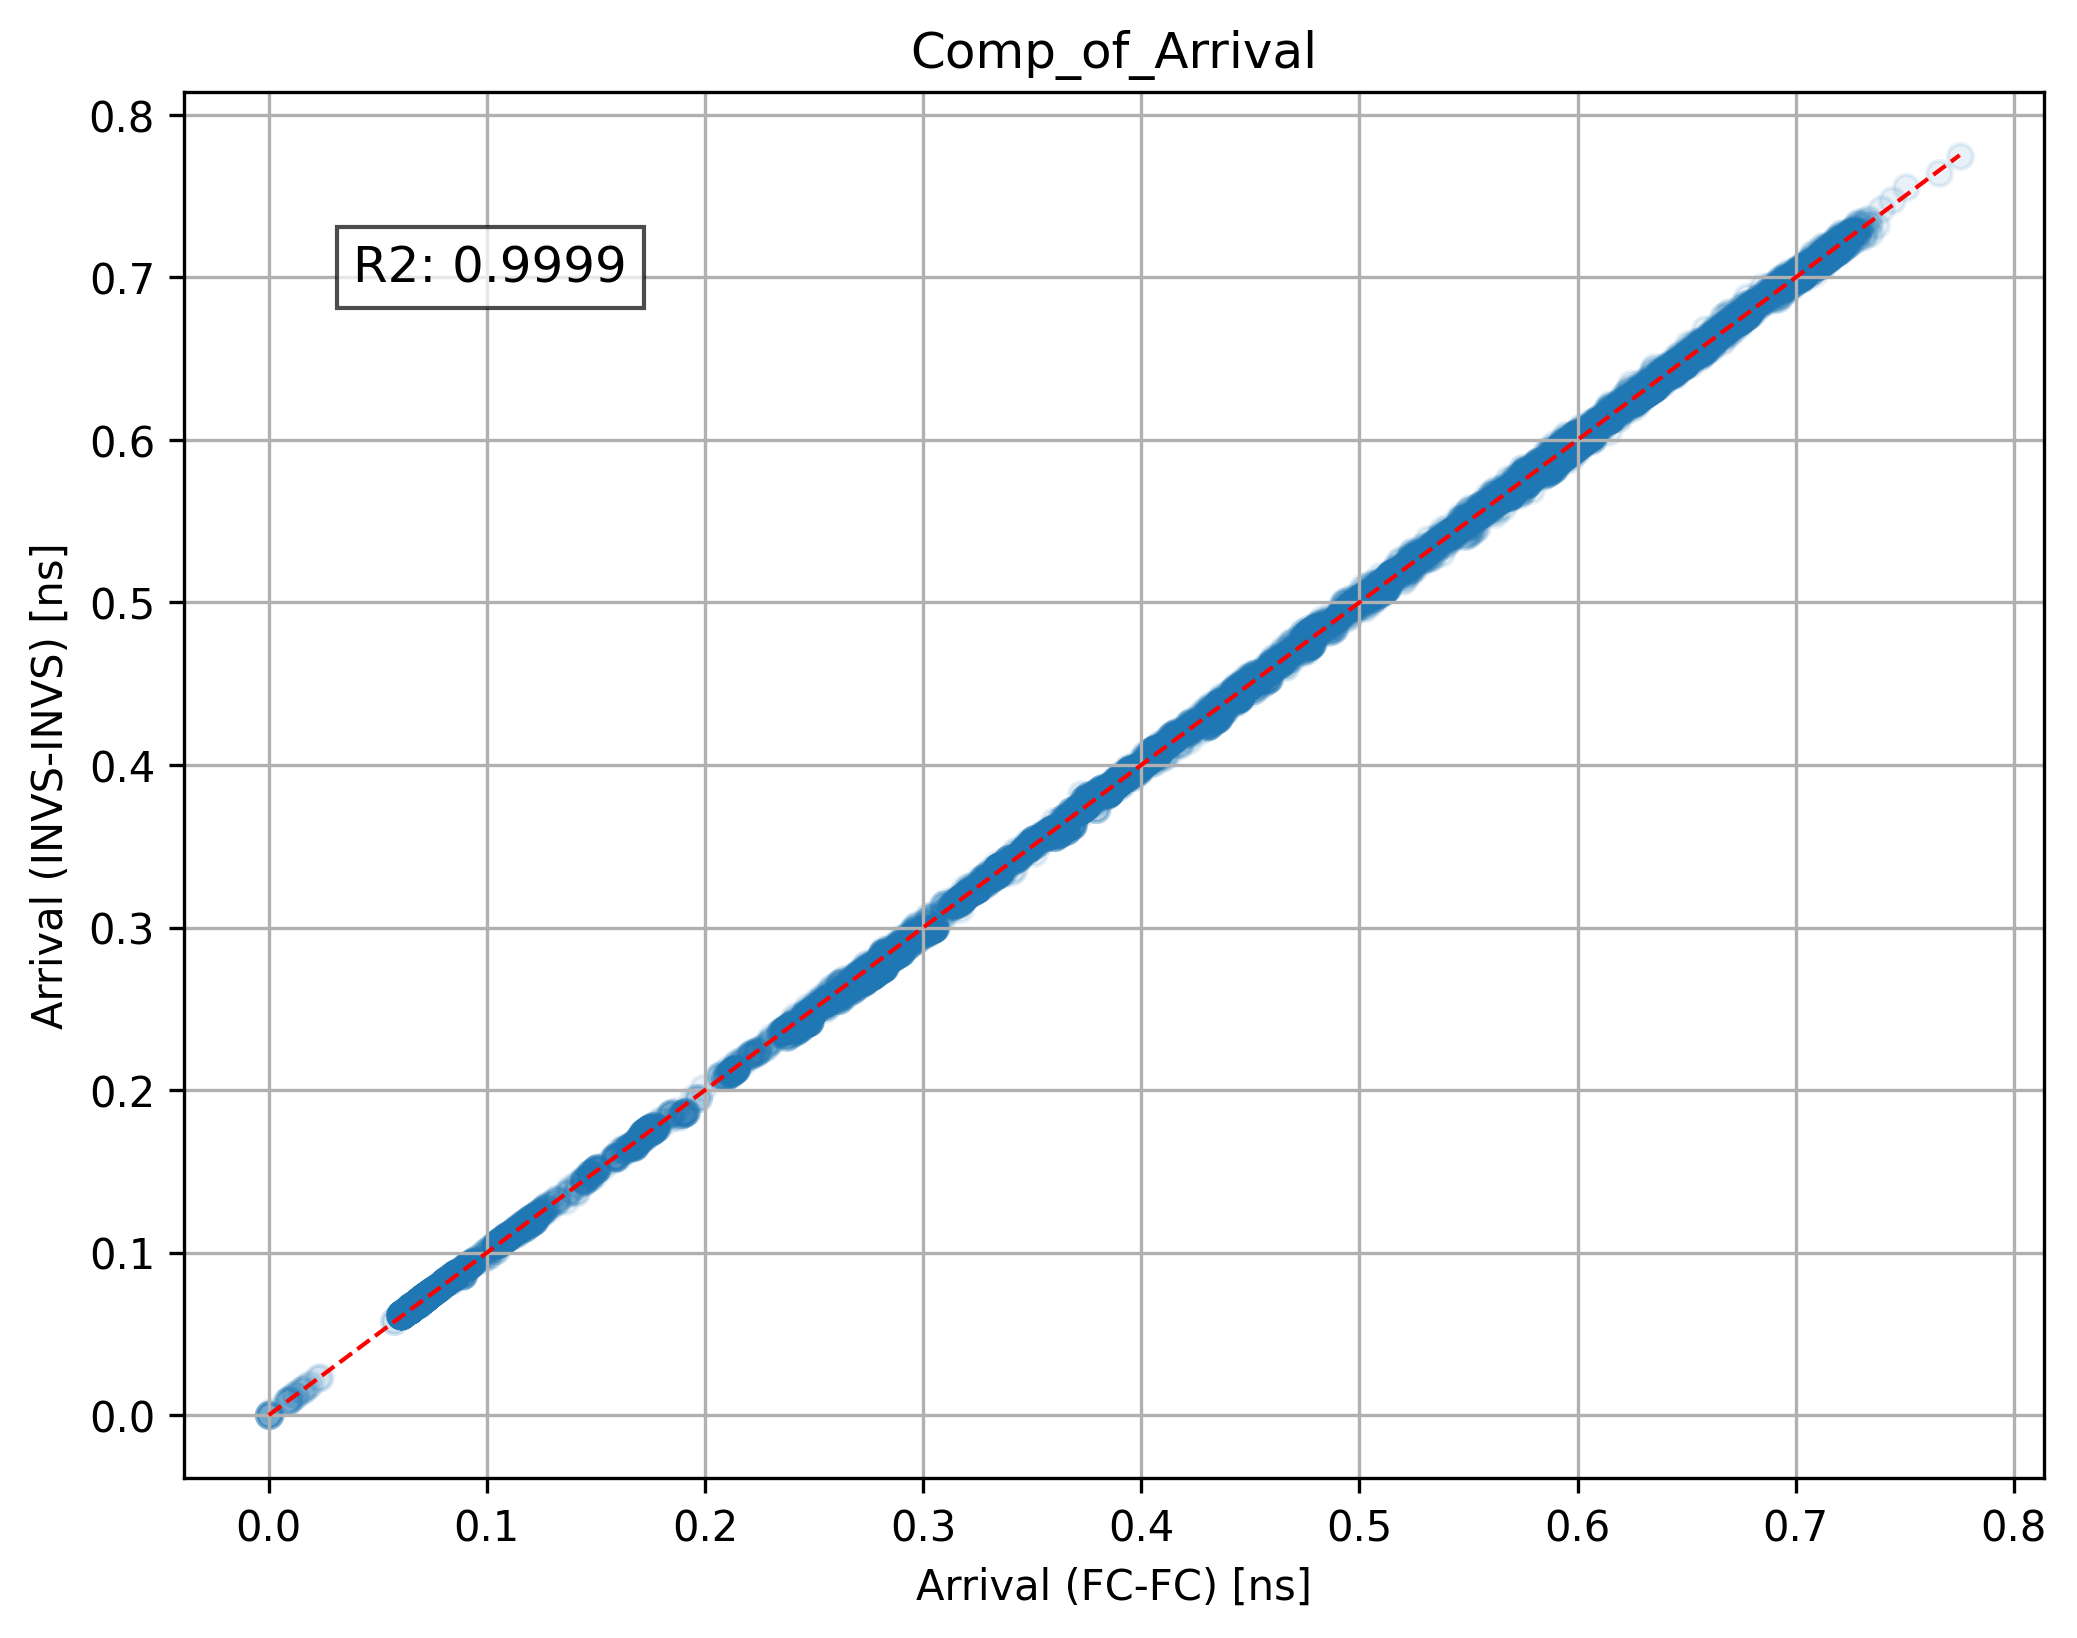 Comp_of_Arrival
0.8
0.7
0.6
0.5
0.4
0.3
0.2
0.1
0.0
R2: 0.9999
Arrival (INVS-INVS) [ns]
0.0 0.1 0.2 0.3 0.4 0.5 0.6 0.7 0.8
Arrival (FC-FC) [ns]